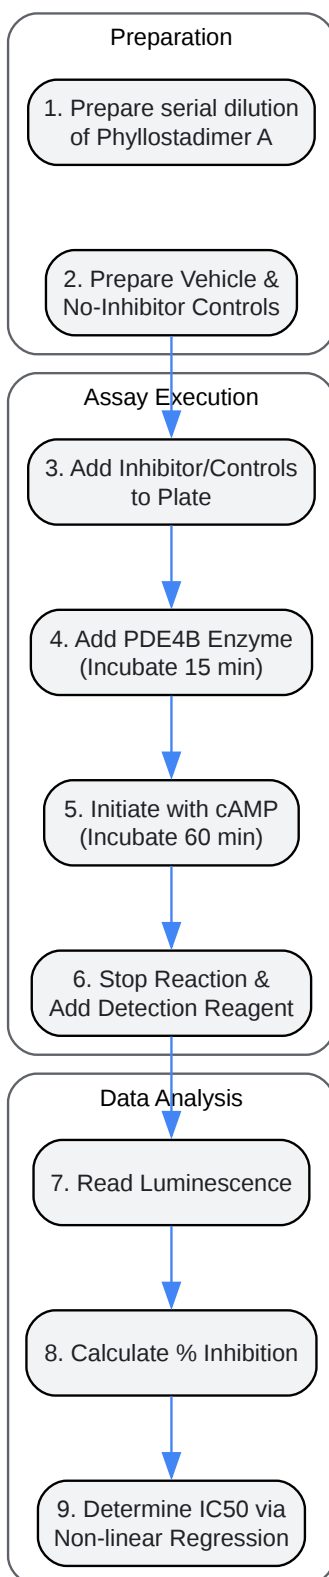 Preparation
1. Prepare serial dilution
of Phyllostadimer A
2. Prepare Vehicle &
No-Inhibitor Controls
Assay Execution
3. Add Inhibitor/Controls
to Plate
4. Add PDE4B Enzyme
(Incubate 15 min)
5. Initiate with cAMP
(Incubate 60 min)
6. Stop Reaction &
Add Detection Reagent
Data Analysis
7. Read Luminescence
8. Calculate % Inhibition
9. Determine IC50 via
Non-linear Regression